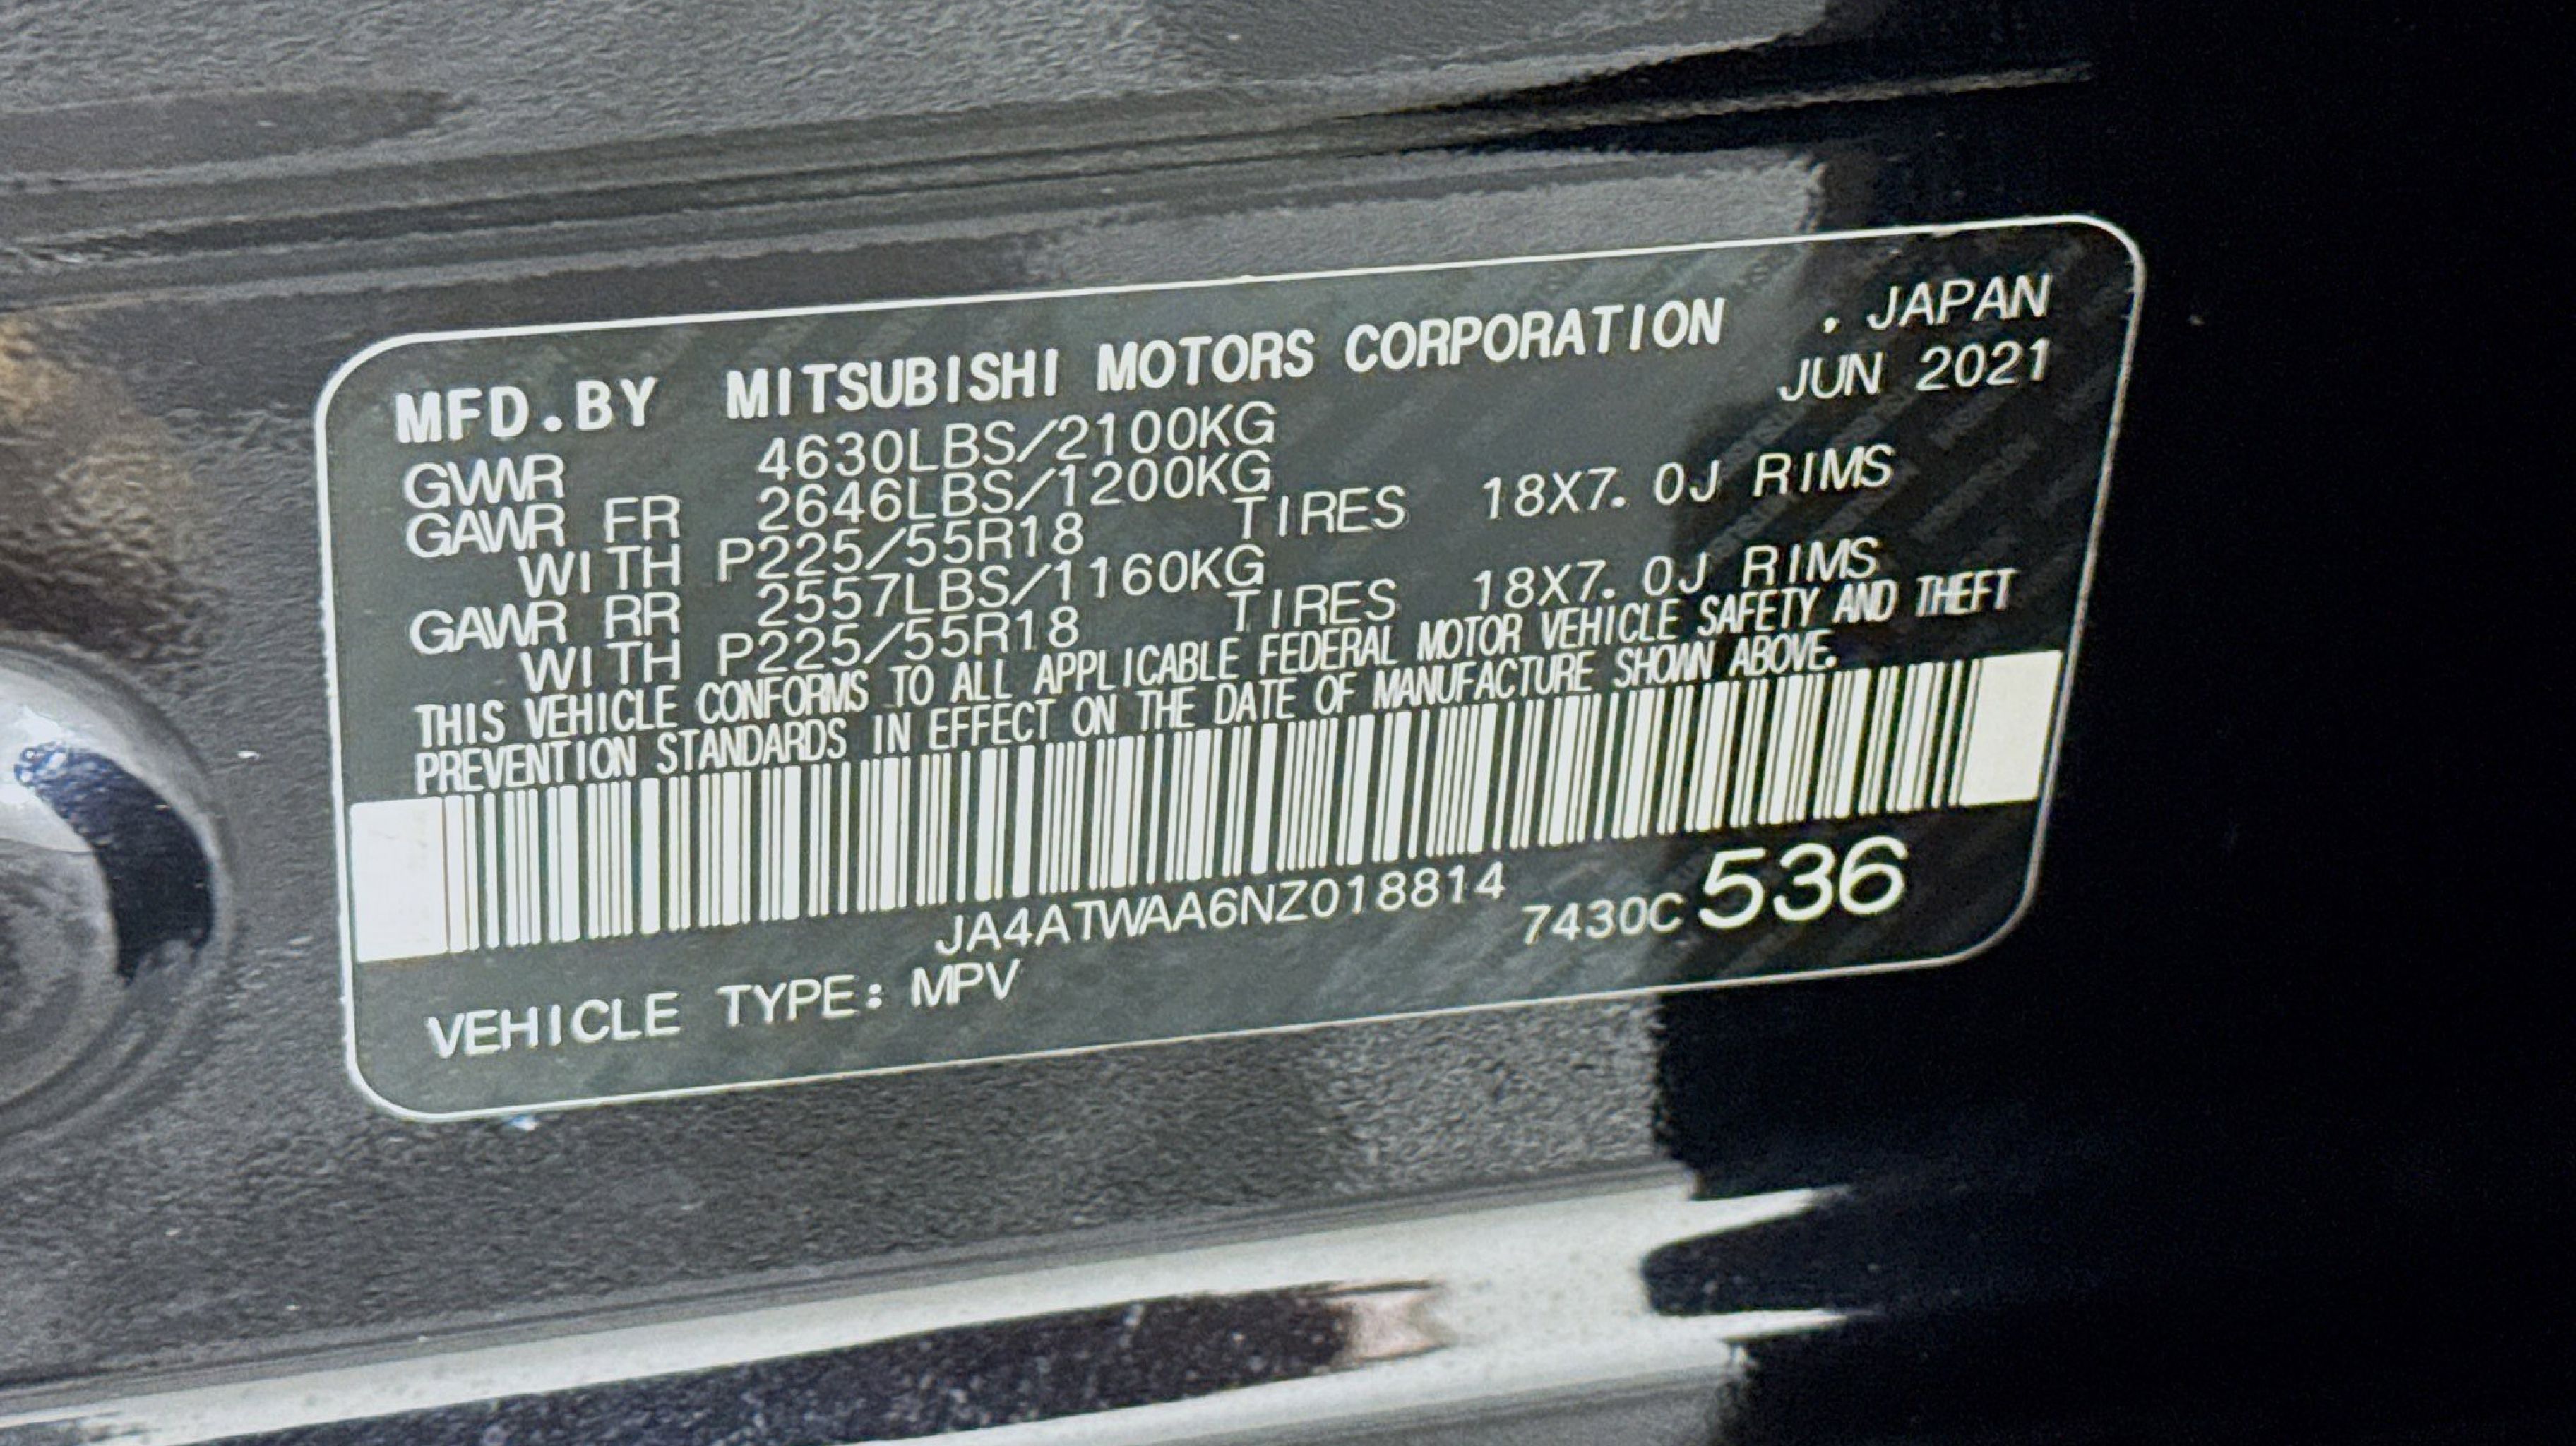 MFD.BY MITSUBISHI MOTORS CORPORATION . JAPAN
JUN 2021
GVWR 4630LBS/2100KG
GAWR FR 2646LBS/1200KG
WITH P225/55R18 TIRES 18X7.0J RIMS
GAWR RR 2557LBS/1160KG
WITH P225/55R18 TIRES 18X7.0J RIMS
THIS VEHICLE CONFORMS TO ALL APPLICABLE FEDERAL MOTOR VEHICLE SAFETY AND THEFT
PREVENTION STANDARDS IN EFFECT ON THE DATE OF MANUFACTURE SHOWN ABOVE.
JA4ATWAA6NZ018814
7430C536
VEHICLE TYPE: MPV